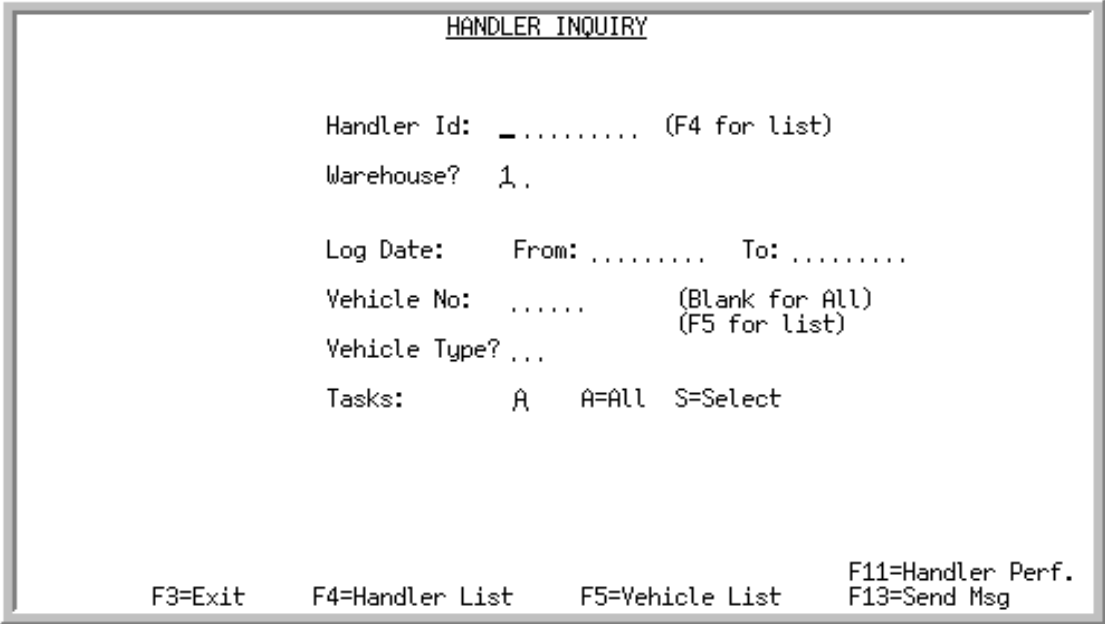 HANDLER INQUIRY
Handler Id: _......... (F4 for list)
Warehouse? 1.
Log Date: From: ......... To: .........
Vehicle No: ...... (Blank for All)
(F5 for list)
Vehicle Type? ...
Tasks: A A=All S=Select
F11=Handler Perf.
F3=Exit F4=Handler List F5=Vehicle List F13=Send Msg